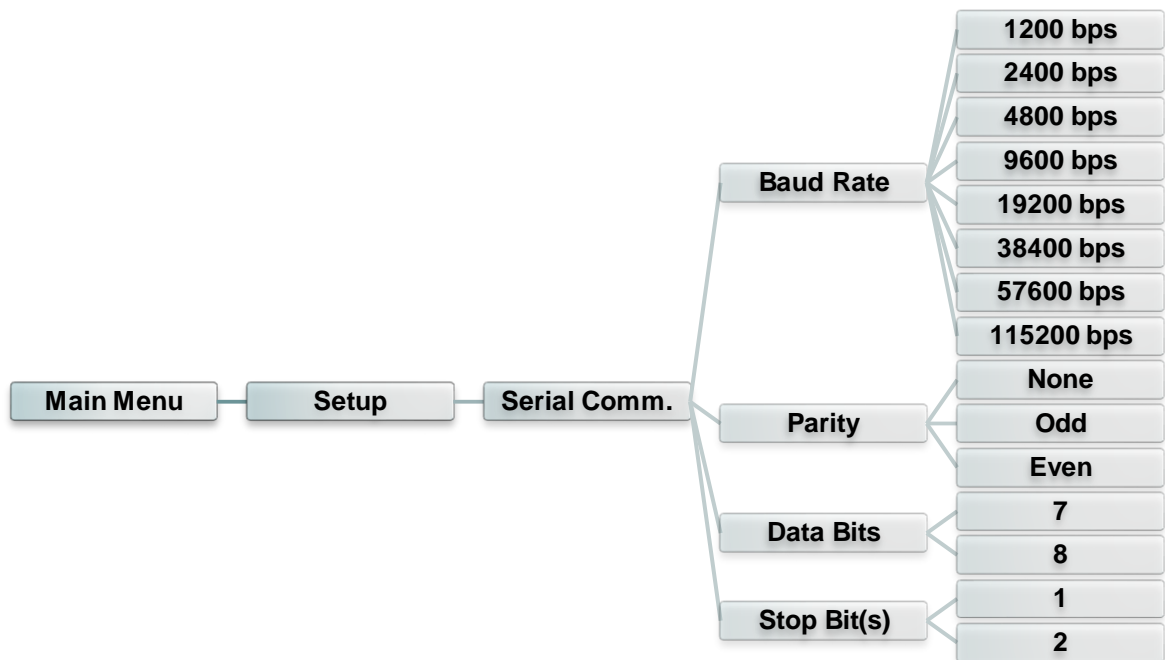 Main Menu
Setup
Serial Comm.
Baud Rate
1200 bps
2400 bps
4800 bps
9600 bps
19200 bps
38400 bps
57600 bps
115200 bps
Parity
None
Odd
Even
Data Bits
7
8
Stop Bit(s)
1
2